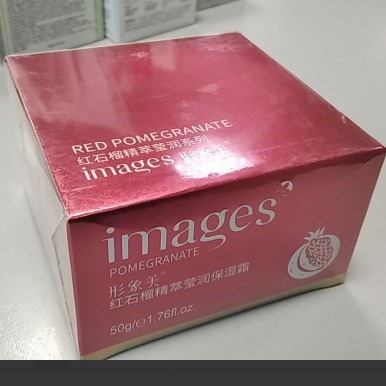 RED POMEGRANATE
红石榴精萃莹润系列
images
images
POMEGRANATE
形象美
红石榴精萃莹润保湿霜
50g/℮1.76fl.oz.